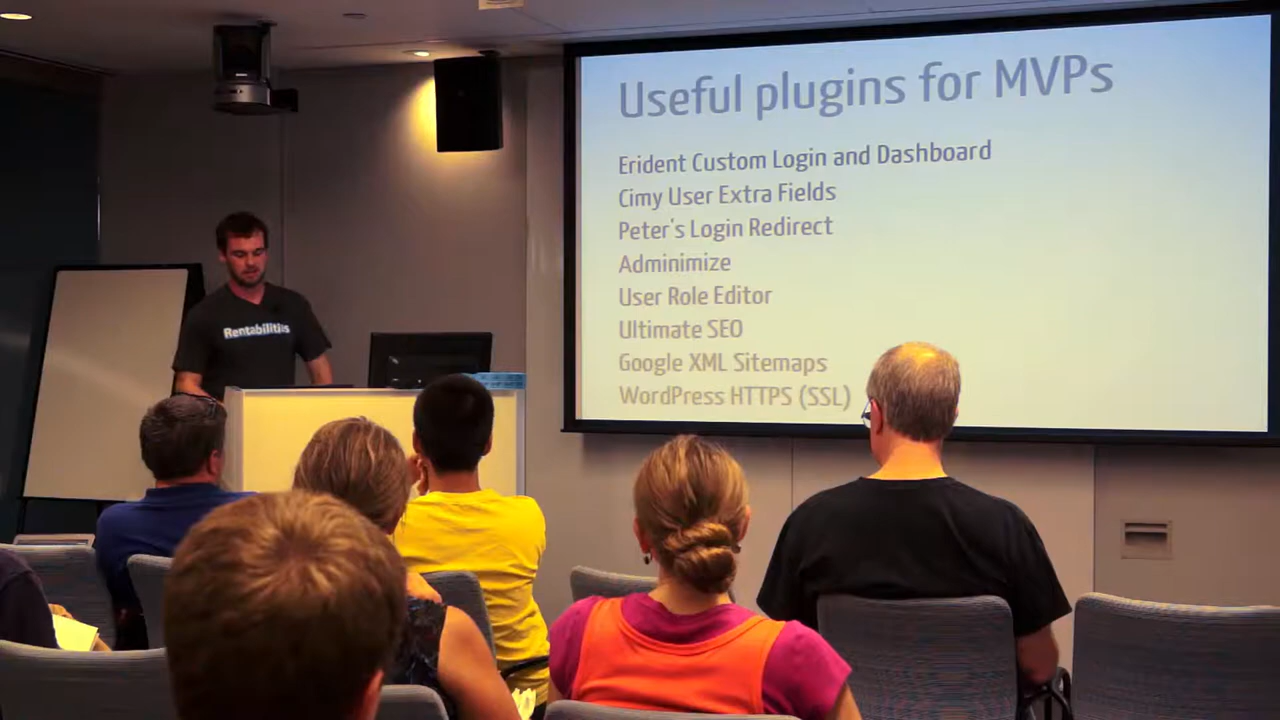 Useful plugins for MVPs
Erident Custom Login and Dashboard
Cimy User Extra Fields
Peter's Login Redirect
Adminimize
User Role Editor
Ultimate SEO
Google XML Sitemaps
WordPress HTTPS (SSL)
Rentabilities